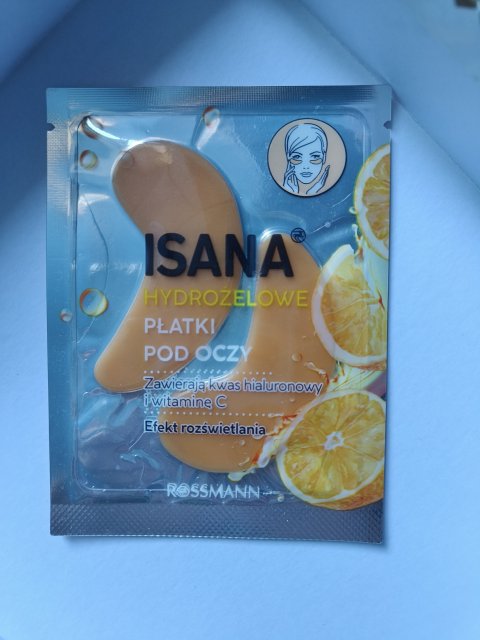 ISANA®
HYDROŻELOWE
PŁATKI
POD OCZY
Zawierają kwas hialuronowy
i witaminę C
Efekt rozświetlania
ROSSMANN